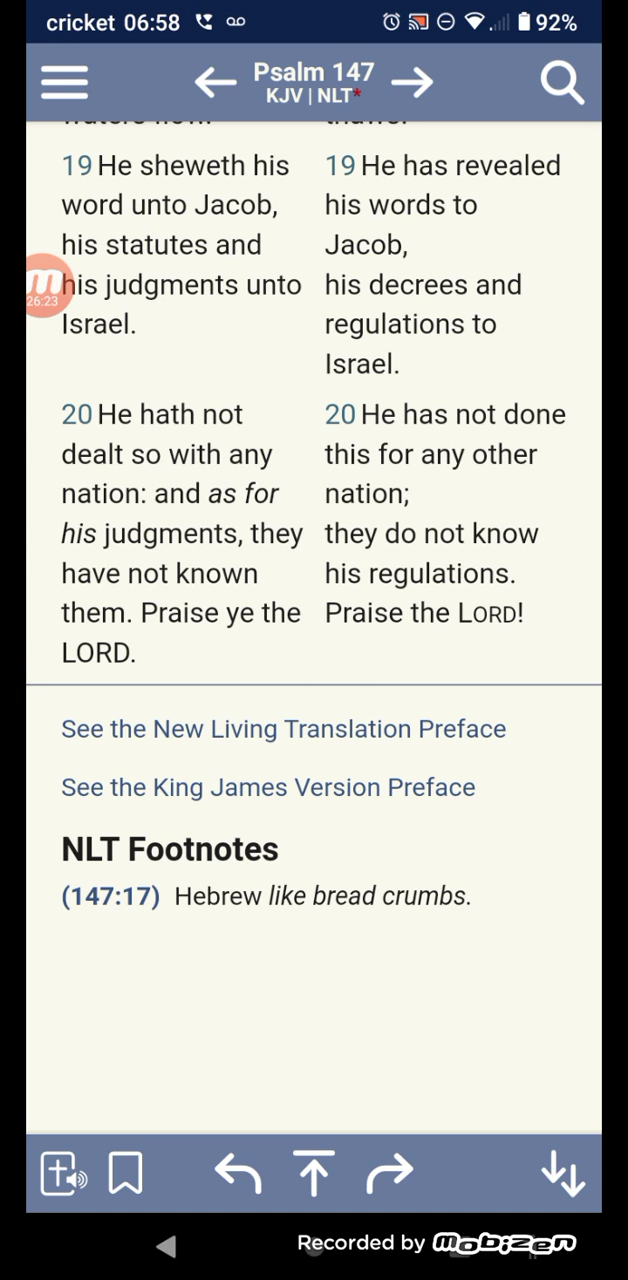 cricket 06:58 92%
Psalm 147
KJV | NLT*
19 He sheweth his
word unto Jacob,
his statutes and
his judgments unto
Israel.
19 He has revealed
his words to
Jacob,
his decrees and
regulations to
Israel.
m
26:23
20 He hath not
dealt so with any
nation: and as for
his judgments, they
have not known
them. Praise ye the
LORD.
20 He has not done
this for any other
nation;
they do not know
his regulations.
Praise the LORD!
See the New Living Translation Preface
See the King James Version Preface
NLT Footnotes
(147:17) Hebrew like bread crumbs.
Recorded by Mobizen